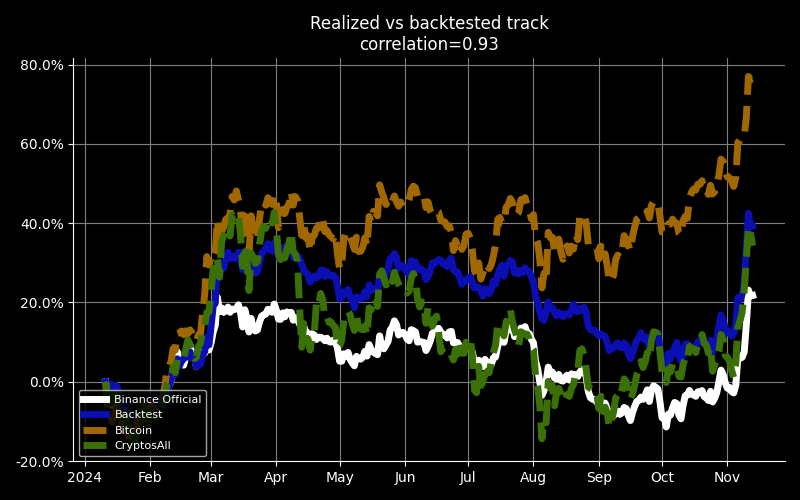 Realized vs backtested track
correlation=0.93
80.0%
60.0%
40.0%
20.0%
0.0%
-20.0%
Binance Official
Backtest
Bitcoin
CryptosAll
2024 Feb Mar Apr May Jun Jul Aug Sep Oct Nov